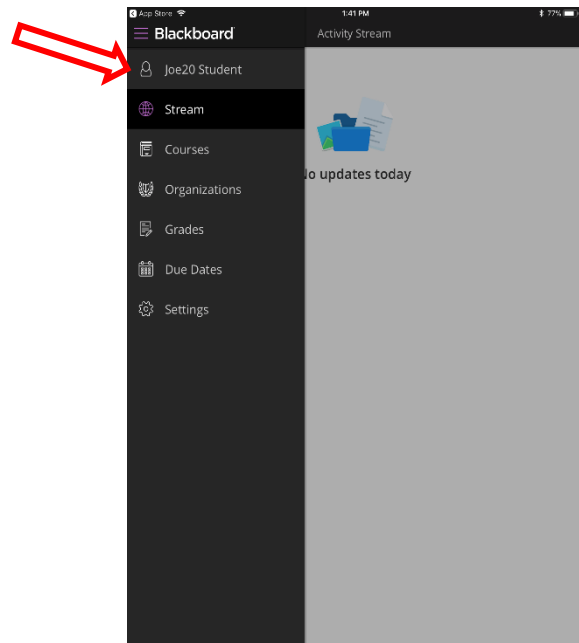 App Store 1:41 PM 77%
Blackboard Activity Stream
Joe20 Student
Stream
Courses
Organizations
No updates today
Grades
Due Dates
Settings